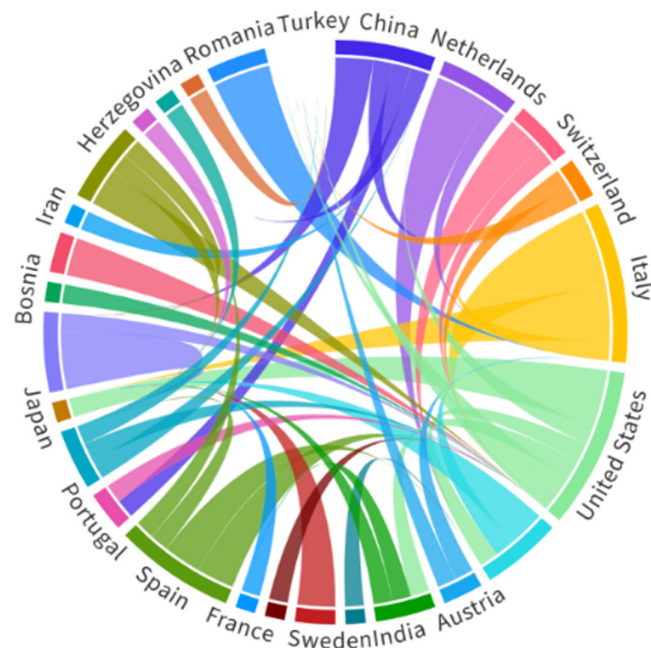 Turkey
China
Netherlands
Switzerland
Italy
United States
Austria
India
Sweden
France
Spain
Portugal
Japan
Bosnia
Iran
Herzegovina
Romania